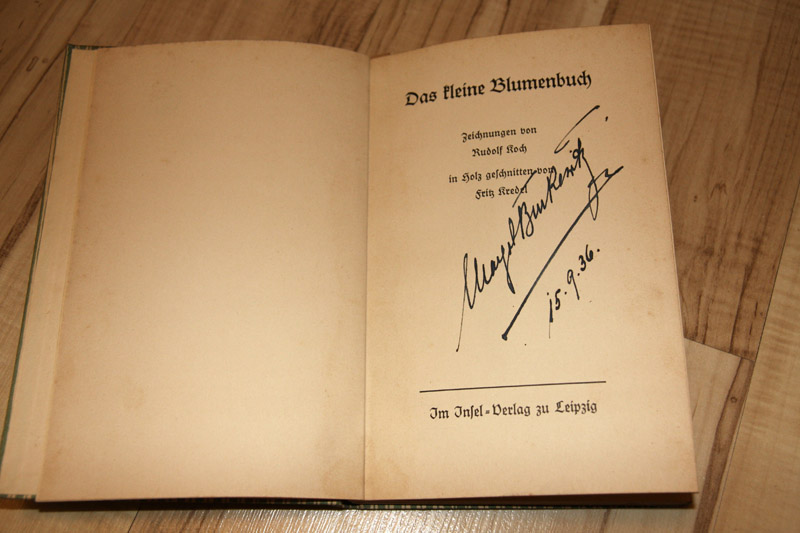 Das kleine Blumenbuch
Zeichnungen von
Rudolf Koch
in Holz geschnitten von
Fritz Kredel
Margot
15.9.36.
Im Insel-Verlag zu Leipzig